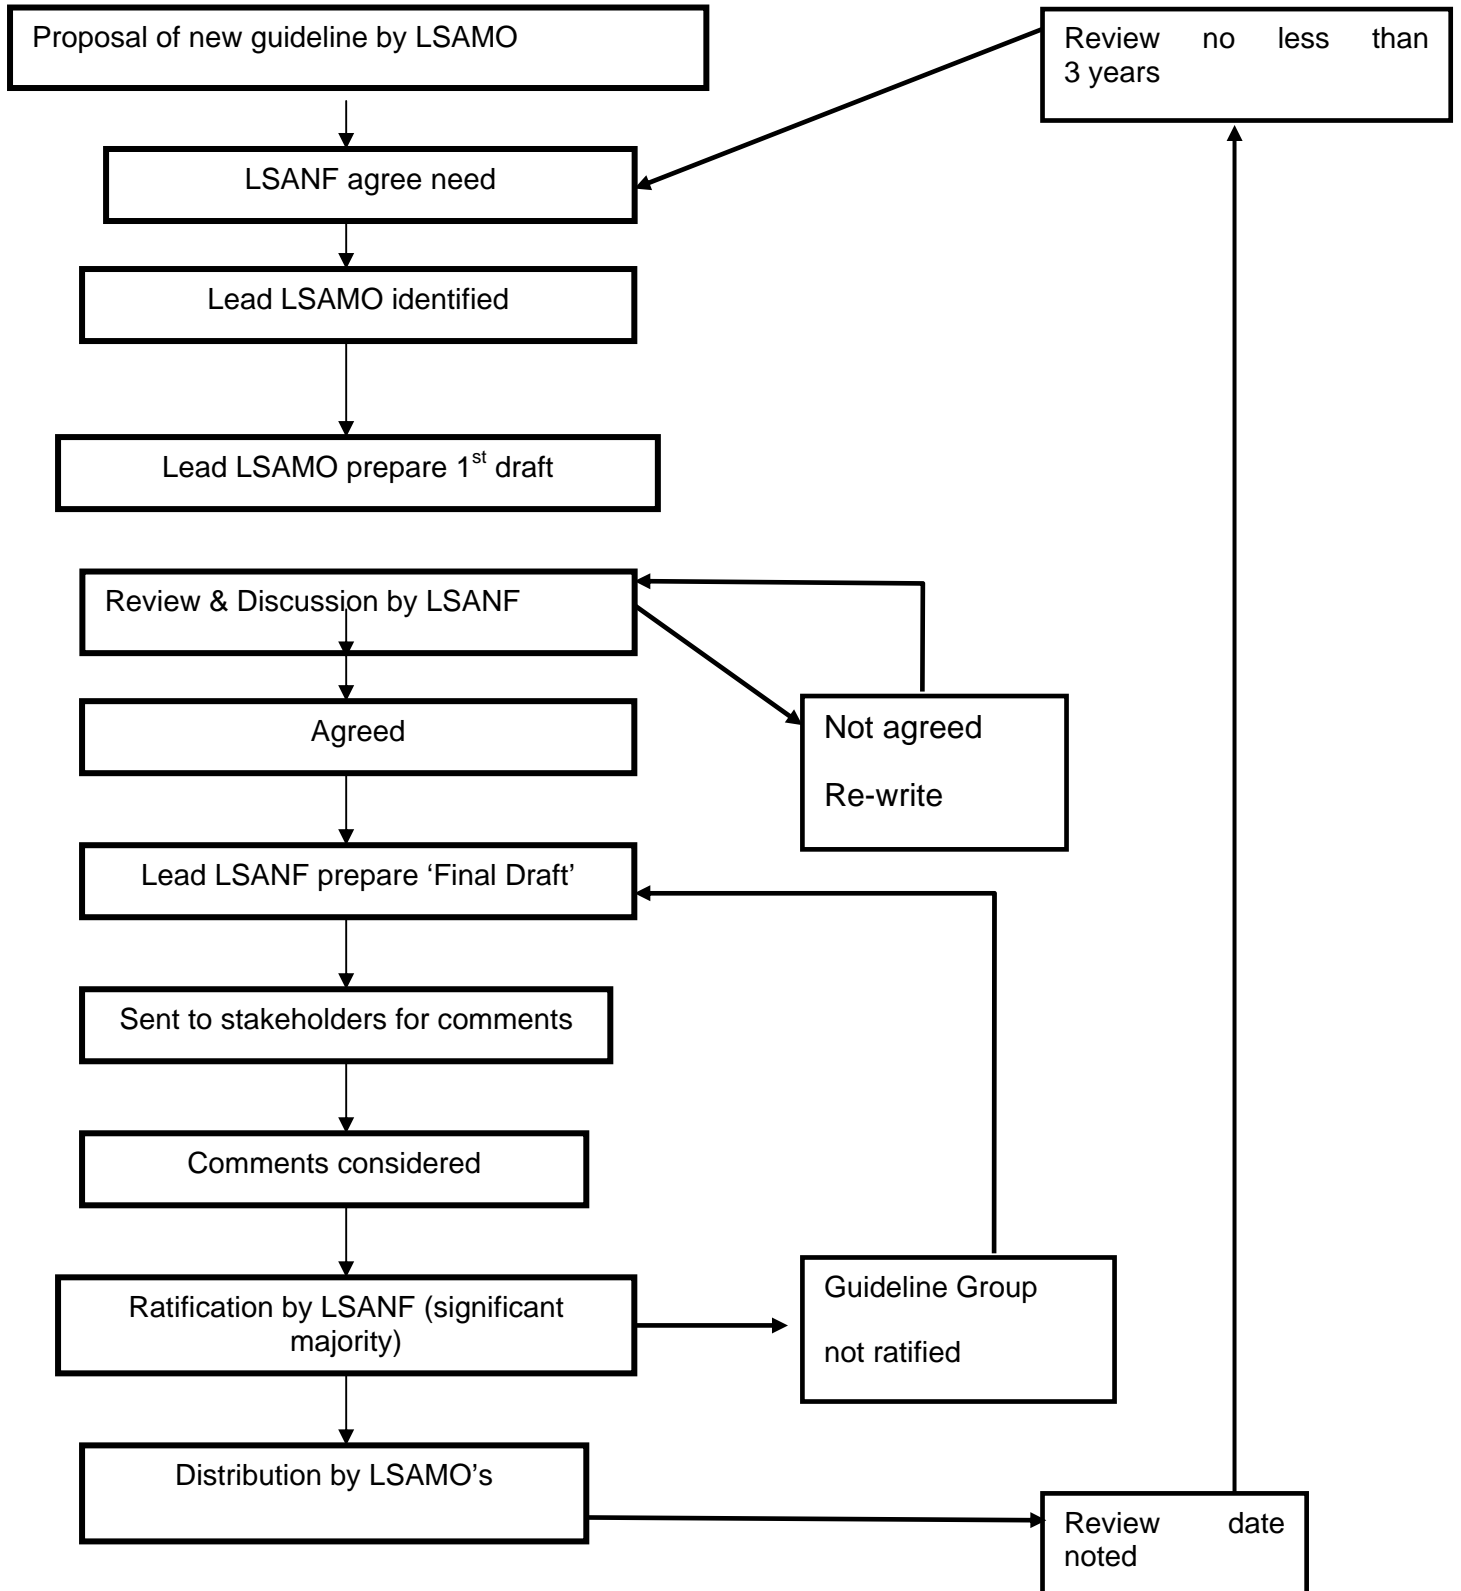 Proposal of new guideline by LSAMO
Review no less than
3 years
LSANF agree need
Lead LSAMO identified
Lead LSAMO prepare 1st draft
Review & Discussion by LSANF
Agreed
Not agreed
Re-write
Lead LSANF prepare ‘Final Draft’
Sent to stakeholders for comments
Comments considered
Ratification by LSANF (significant
majority)
Guideline Group
not ratified
Distribution by LSAMO’s
Review date
noted